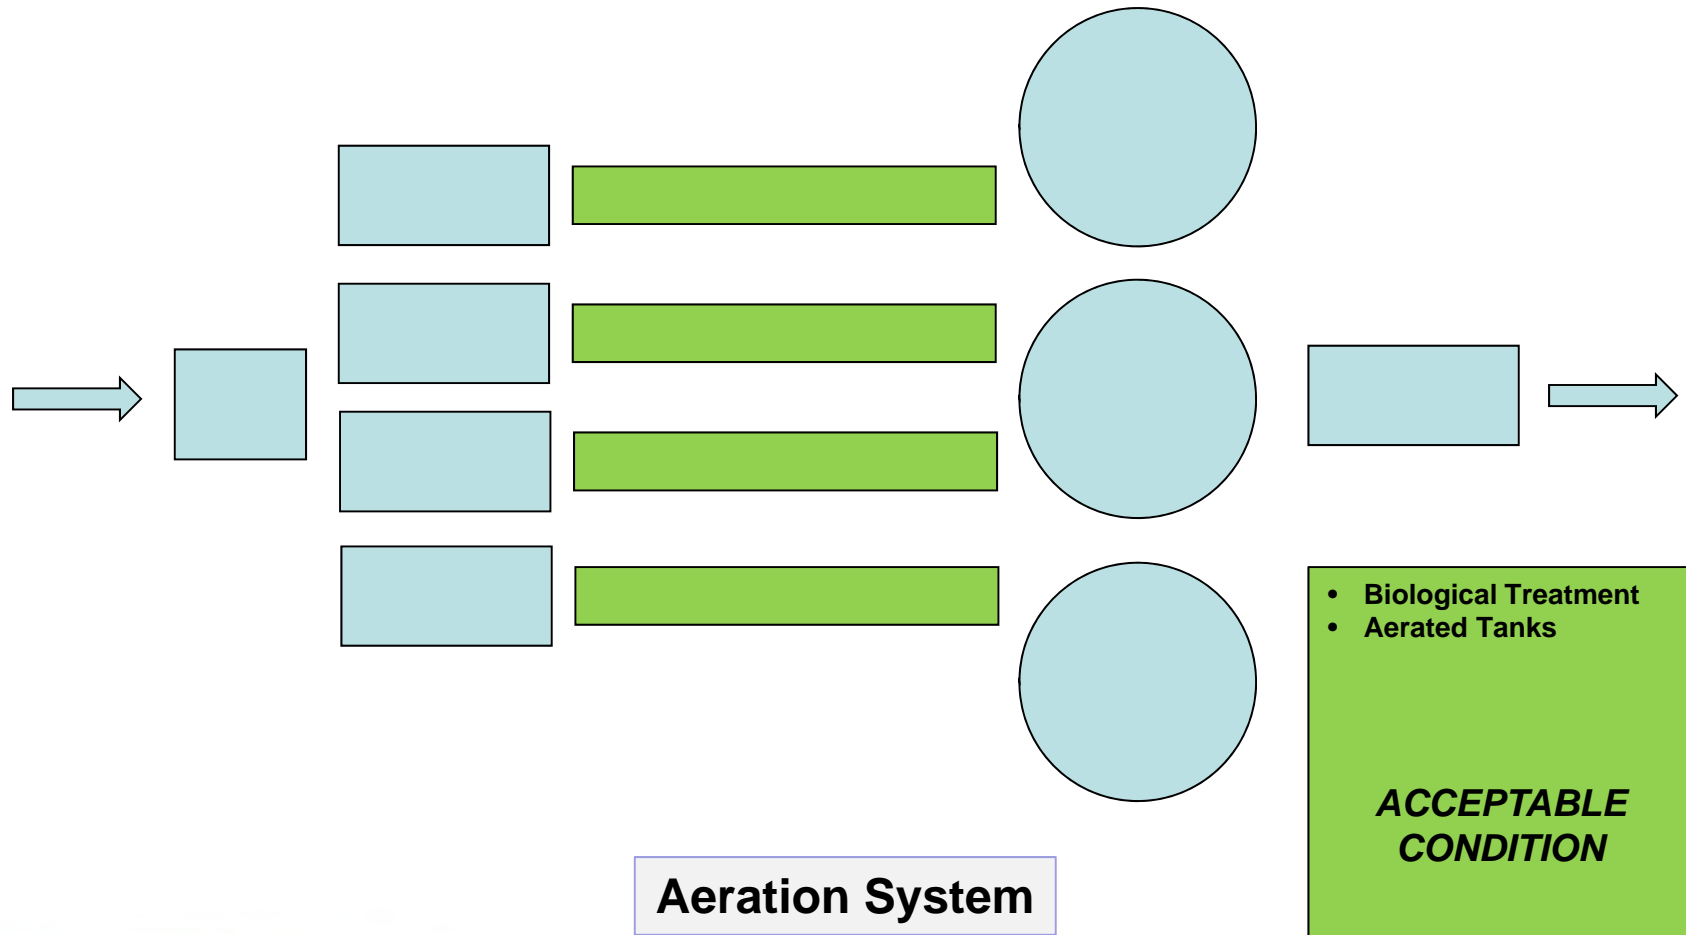 • Biological Treatment
• Aerated Tanks
ACCEPTABLE
CONDITION
Aeration System